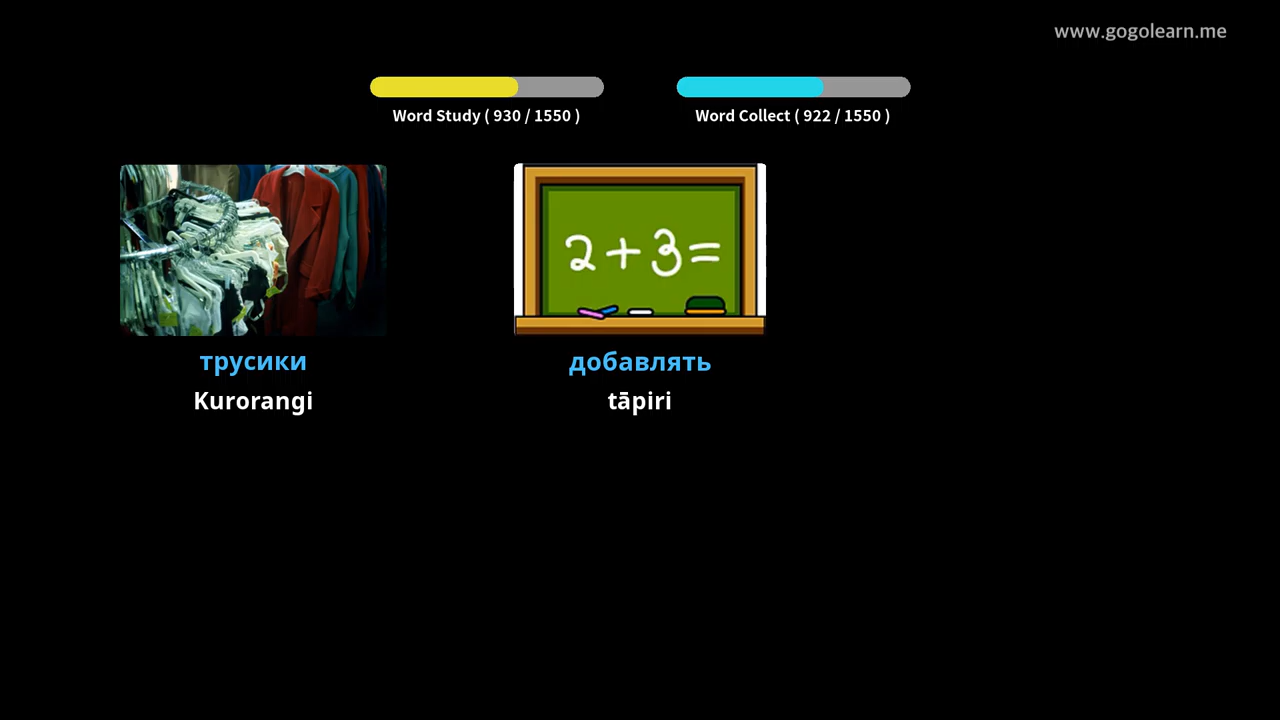 www.gogolearn.me
Word Study ( 930 / 1550 )
Word Collect ( 922 / 1550 )
2+3=
трусики
добавлять
Kurorangi
tāpiri